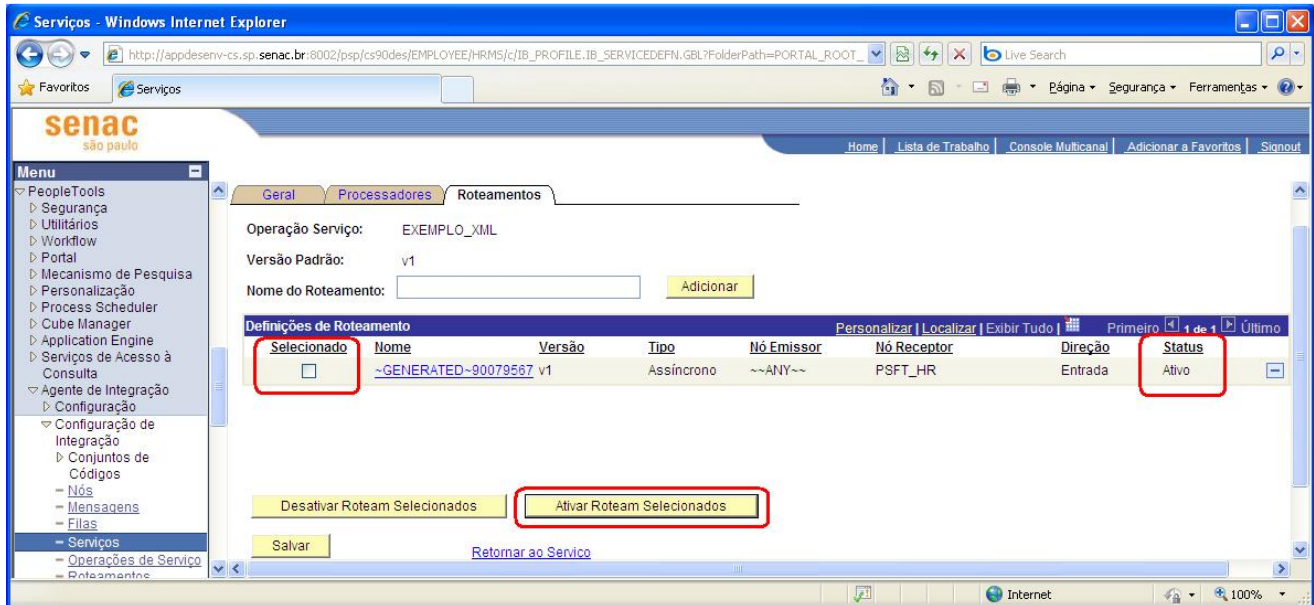 Serviços - Windows Internet Explorer
http://appdesenv-cs.sp.senac.br:8002/psp/cs90des/EMPLOYEE/HRMS/c/IB_PROFILE.IB_SERVICEDEFN.GBL?FolderPath=PORTAL_ROOT_ Live Search
Favoritos Serviços Página Segurança Ferramentas
senac
são paulo
Home Lista de Trabalho Console Multicanal Adicionar a Favoritos Signout
Menu
PeopleTools
Segurança
Utilitários
Workflow
Portal
Mecanismo de Pesquisa
Personalização
Process Scheduler
Cube Manager
Application Engine
Serviços de Acesso à
Consulta
Agente de Integração
Configuração
Configuração de
Integração
Conjuntos de
Códigos
Nós
Mensagens
Filas
Serviços
Operações de Serviço
Roteamentos
Geral Processadores Roteamentos
Operação Serviço: EXEMPLO_XML
Versão Padrão: v1
Nome do Roteamento: Adicionar
Definições de Roteamento Personalizar | Localizar | Exibir Tudo | Primeiro 1 de 1 Último
Selecionado Nome Versão Tipo Nó Emissor Nó Receptor Direção Status
~GENERATED~90079567 v1 Assíncrono ~~ANY~~ PSFT_HR Entrada Ativo
Desativar Roteam Selecionados Ativar Roteam Selecionados
Salvar Retornar ao Servico
Internet 100%